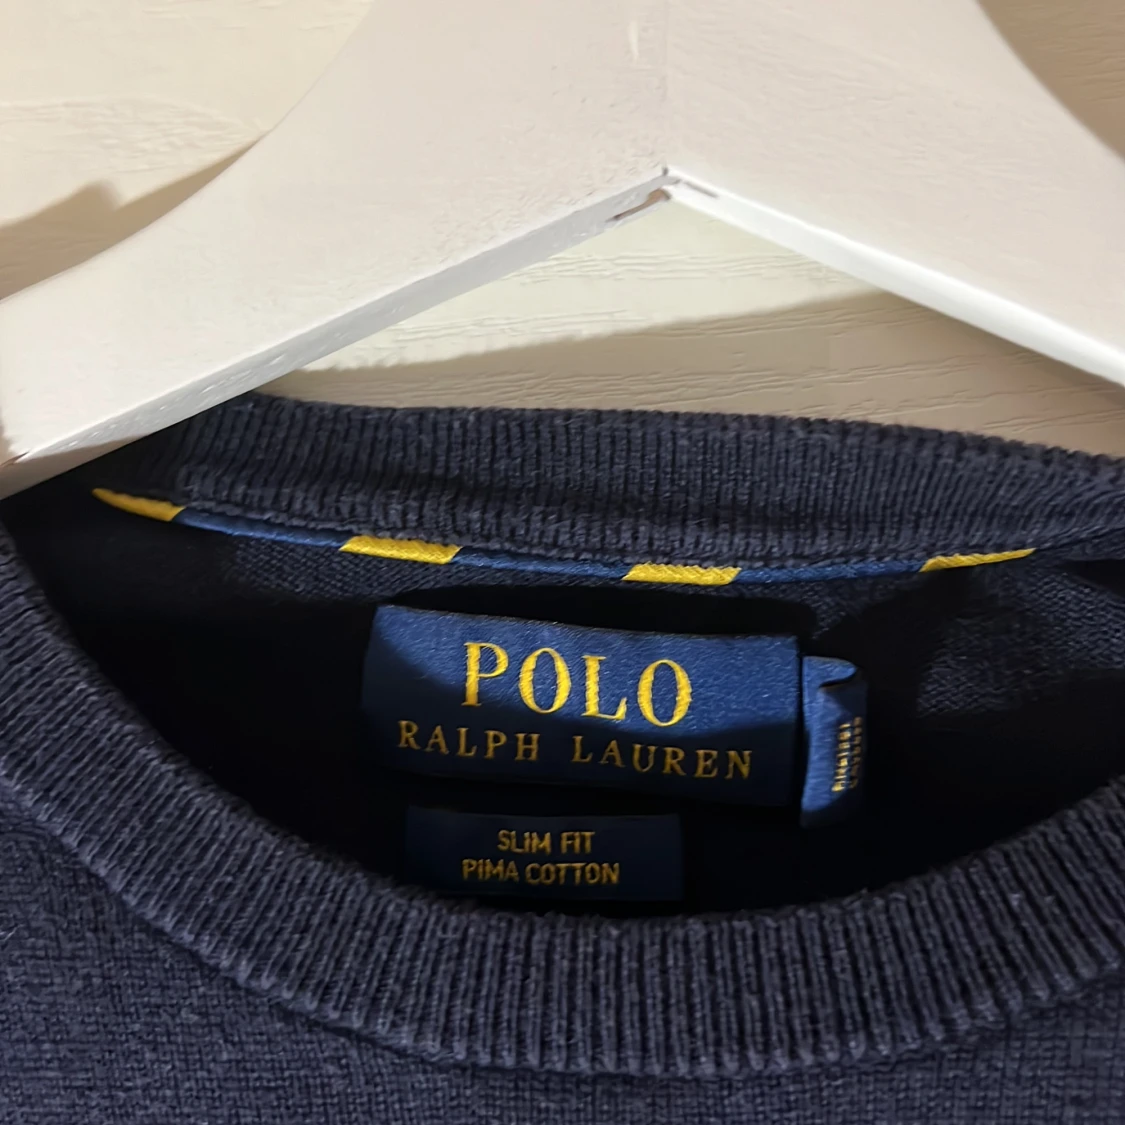 POLO
RALPH LAUREN
SLIM FIT
PIMA COTTON